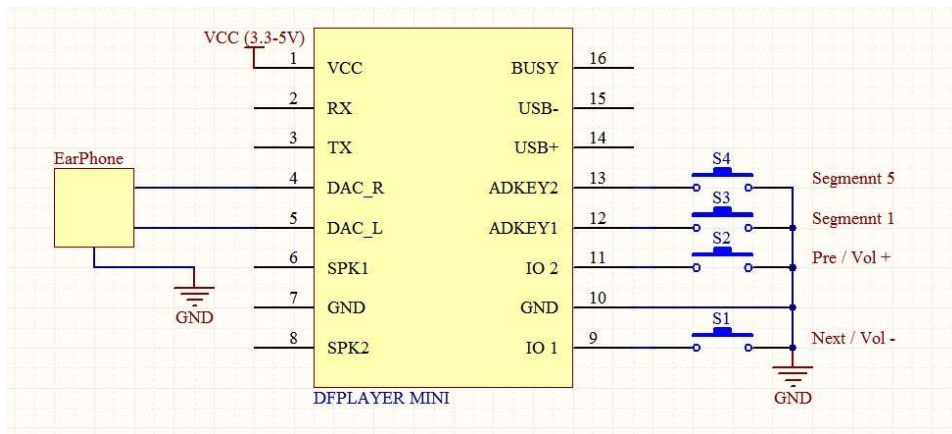 VCC (3.3-5V)
1 VCC BUSY 16
2 RX USB- 15
3 TX USB+ 14
EarPhone
S4
4 DAC_R ADKEY2 13 Segmennt 5
S3
5 DAC_L ADKEY1 12 Segmennt 1
S2
6 SPK1 IO 2 11 Pre / Vol +
7 GND GND 10
GND
S1
8 SPK2 IO 1 9 Next / Vol -
DFPLAYER MINI
GND